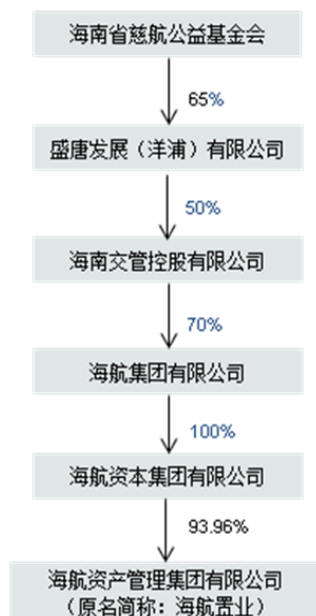 海南省慈航公益基金会
65%
盛唐发展（洋浦）有限公司
50%
海南交管控股有限公司
70%
海航集团有限公司
100%
海航资本集团有限公司
93.96%
海航资产管理集团有限公司
（原名简称：海航置业）